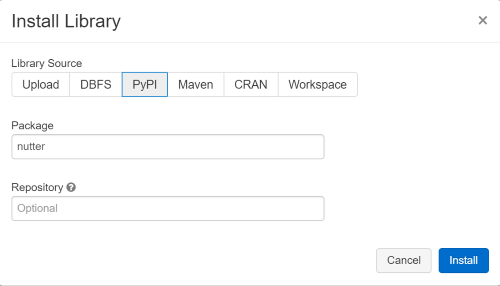 Install Library ×
Library Source
Upload DBFS PyPI Maven CRAN Workspace
Package
nutter
Repository ?
Optional
Cancel Install